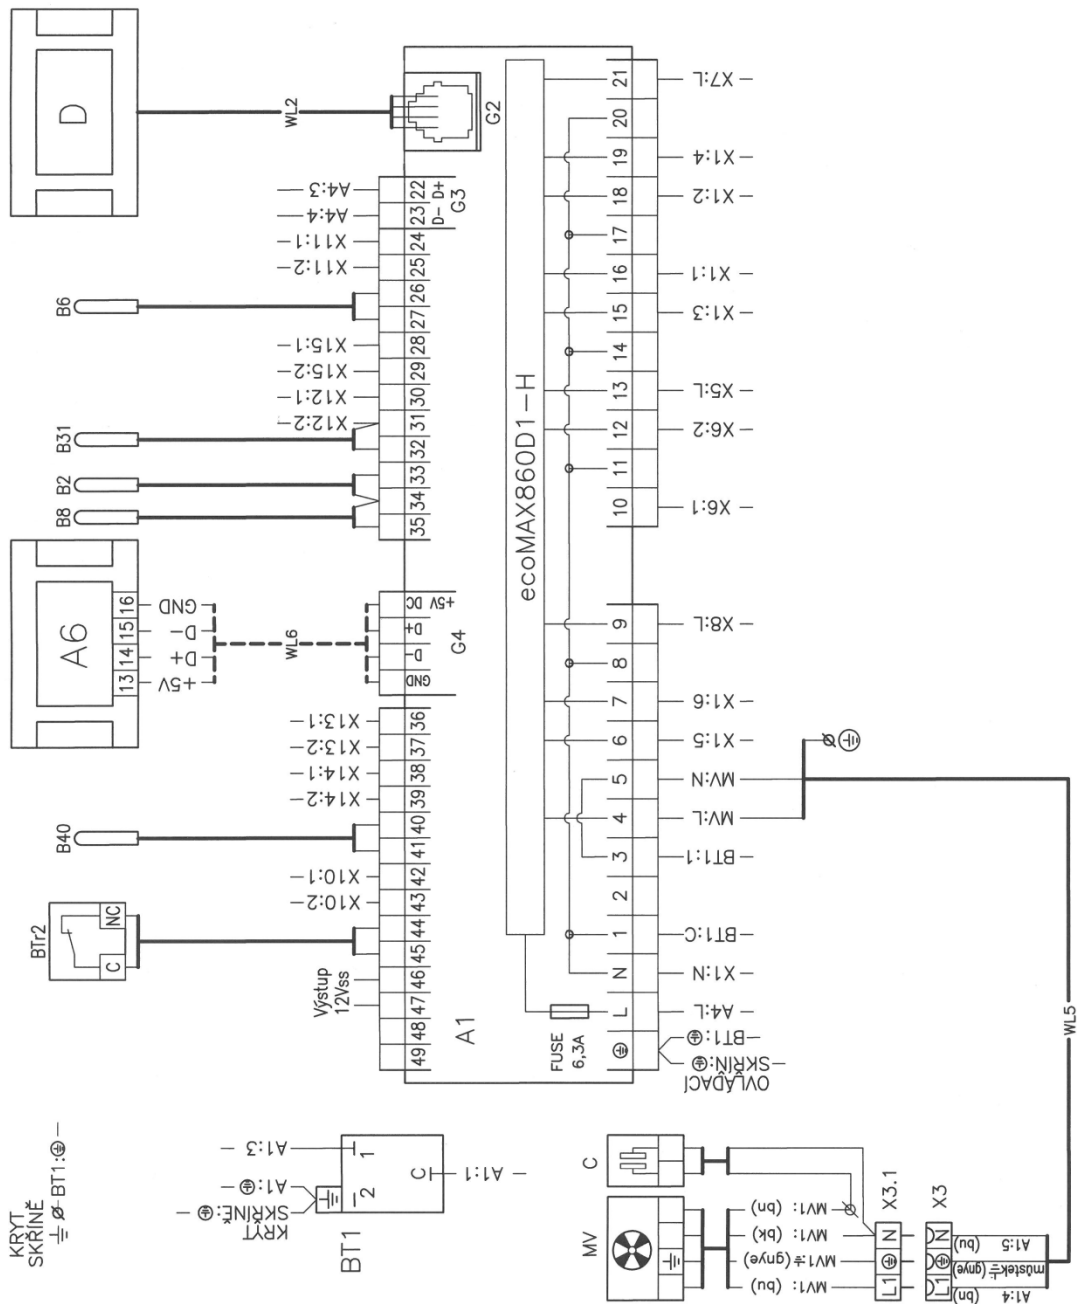 D
WL2
G2
A4:3
A4:4
X11:1
X11:2
22 D+
23 D-
G3
24
25
26
27
28
29
30
31
32
33
34
35
B6
X15:1
X15:2
X12:1
X12:2
B31
B2
B8
A6
13 14 15 16
+5V
D+
D-
GND
WL6
+5V DC
D+
D-
GND
G4
X13:1
X13:2
X14:1
X14:2
36
37
38
39
40
41
42
43
44
45
46
47
48
49
B40
X10:1
X10:2
BTr2
C NC
Výstup
12Vss
A1
ecoMAX860D1-H
FUSE
6,3A
21
20
19
18
17
16
15
14
13
12
11
10
9
8
7
6
5
4
3
2
1
N
L
X7:L
X1:4
X1:2
X1:1
X1:3
X5:L
X6:2
X6:1
X8:L
X1:6
X1:5
MV:N
MV:L
BT1:1
BT1:C
X1:N
A4:L
BT1:
OVLÁDACÍ
SKŘÍŇ:
WL5
KRYT
SKŘÍNĚ
BT1:
BT1
A1:3
A1:
KRYT
SKŘÍNĚ:
1
2
C
A1:1
C
MV
MV1: (bn)
MV1: (bk)
MV1 (gnye)
MV1: (bu)
X3.1
N
L1
X3
N
L1
A1:5 (bu)
můstek (gnye)
A1:4 (bn)